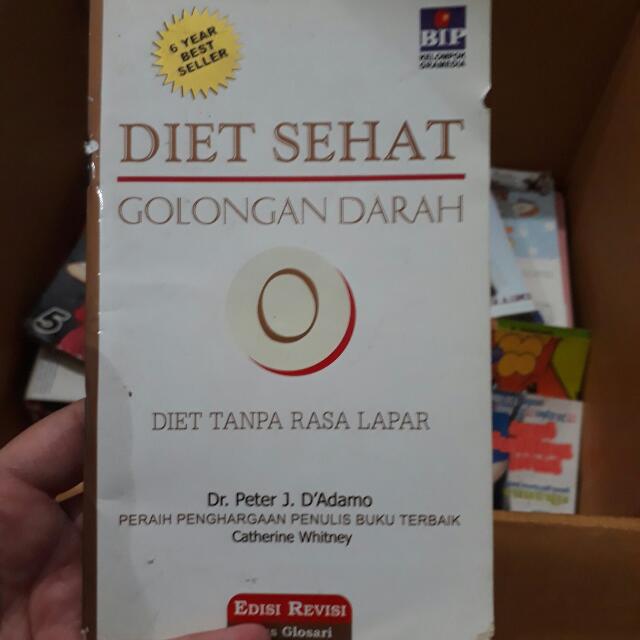 6 YEAR
BEST
SELLER
BIP
KELOMPOK
GRAMEDIA
DIET SEHAT
GOLONGAN DARAH
O
DIET TANPA RASA LAPAR
Dr. Peter J. D'Adamo
PERAIH PENGHARGAAN PENULIS BUKU TERBAIK
Catherine Whitney
EDISI REVISI
Glosari
5